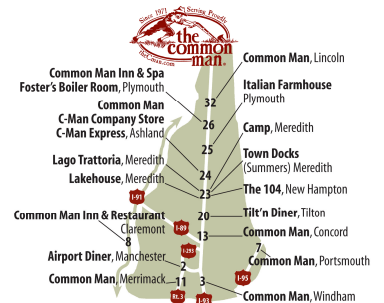 Since 1971
Serving Proudly
the
common
man®
theC-man.com
Common Man, Lincoln
Common Man Inn & Spa
Foster's Boiler Room, Plymouth
Italian Farmhouse
Plymouth
Common Man
C-Man Company Store
C-Man Express, Ashland
32
26
Camp, Meredith
25
Town Docks
(Summers) Meredith
Lago Trattoria, Meredith
Lakehouse, Meredith
24
23
The 104, New Hampton
I-91
Common Man Inn & Restaurant
Claremont
8
20
Tilt'n Diner, Tilton
I-89
13
Common Man, Concord
I-293
7
Common Man, Portsmouth
Airport Diner, Manchester
2
Common Man, Merrimack
11
3
I-95
Rt. 3
I-93
Common Man, Windham